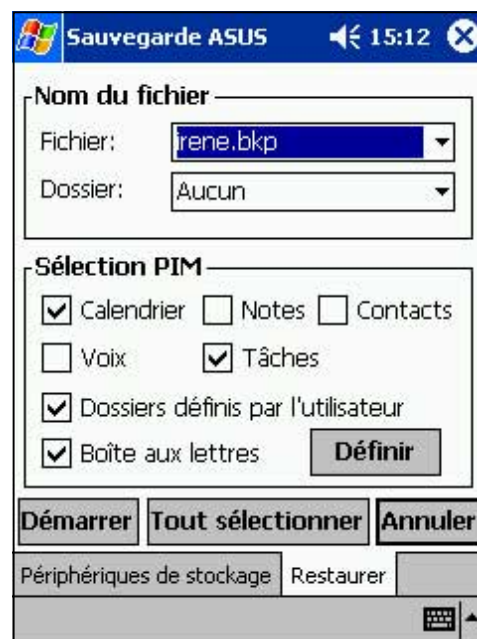 Sauvegarde ASUS 15:12
Nom du fichier
Fichier: irene.bkp
Dossier: Aucun
Sélection PIM
Calendrier Notes Contacts
Voix Tâches
Dossiers définis par l'utilisateur
Boîte aux lettres Définir
Démarrer Tout sélectionner Annuler
Périphériques de stockage Restaurer